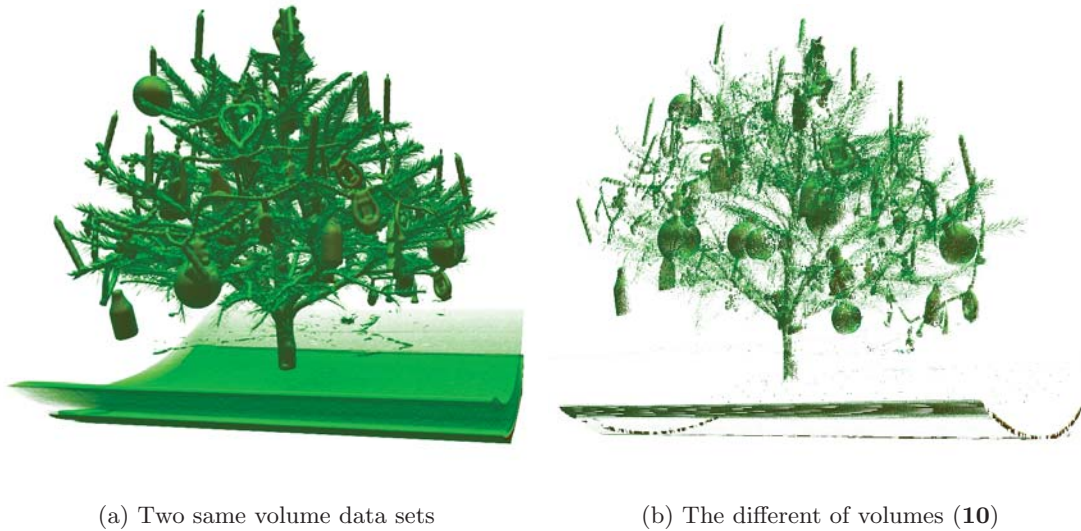 (a) Two same volume data sets
(b) The different of volumes (10)